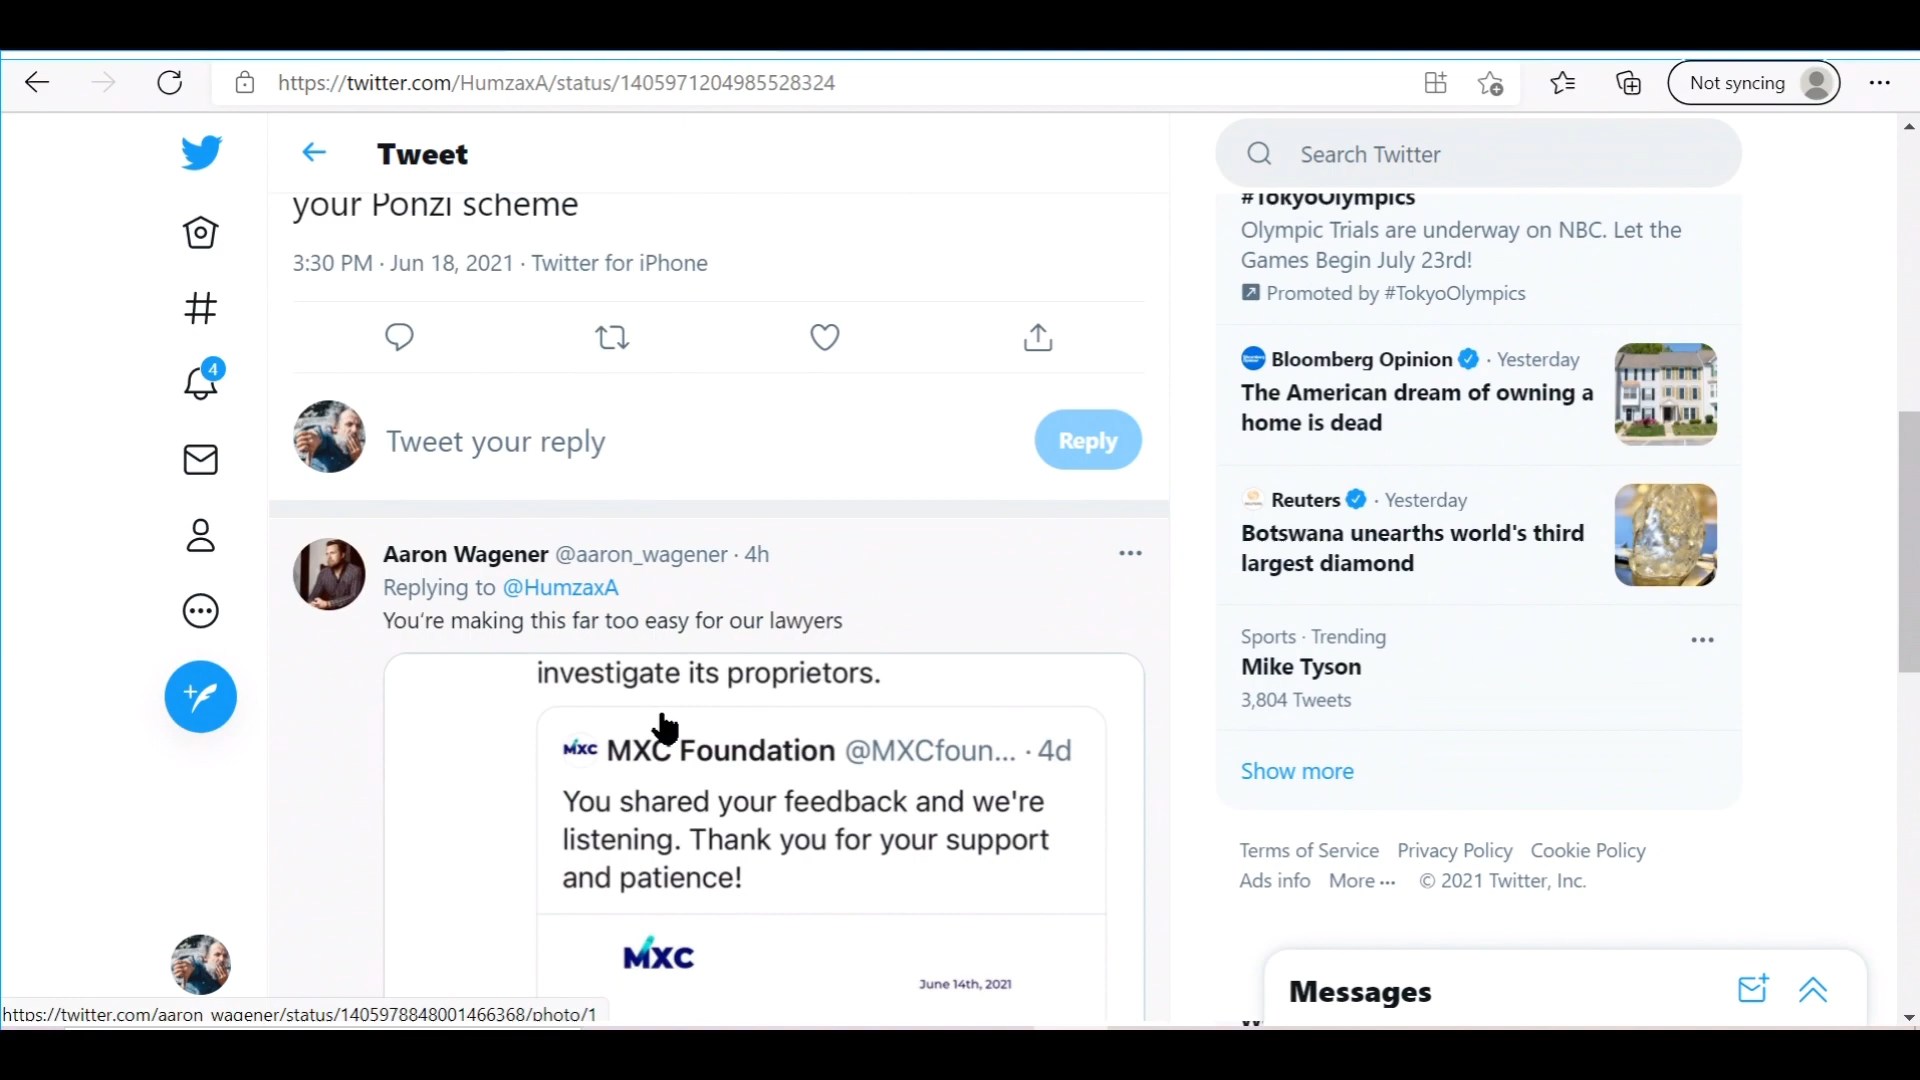 https://twitter.com/HumzaxA/status/1405971204985528324
Not syncing
Tweet
your Ponzi scheme
3:30 PM · Jun 18, 2021 · Twitter for iPhone
4
Tweet your reply
Reply
Aaron Wagener @aaron_wagener · 4h
Replying to @HumzaxA
You're making this far too easy for our lawyers
investigate its proprietors.
MXC MXC Foundation @MXCfoun... · 4d
You shared your feedback and we're
listening. Thank you for your support
and patience!
MXC
June 14th, 2021
Search Twitter
#TokyoOlympics
Olympic Trials are underway on NBC. Let the
Games Begin July 23rd!
Promoted by #TokyoOlympics
Bloomberg Opinion · Yesterday
The American dream of owning a
home is dead
Reuters · Yesterday
Botswana unearths world's third
largest diamond
Sports · Trending
Mike Tyson
3,804 Tweets
Show more
Terms of Service Privacy Policy Cookie Policy
Ads info More ··· © 2021 Twitter, Inc.
Messages
https://twitter.com/aaron_wagener/status/1405978848001466368/photo/1